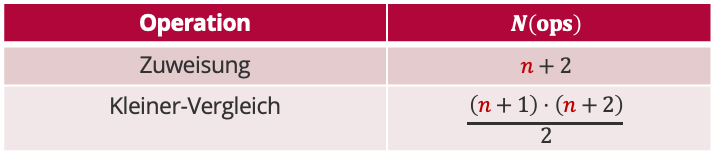 Operation N(ops)
Zuweisung n + 2
Kleiner-Vergleich (n + 1) · (n + 2)
2